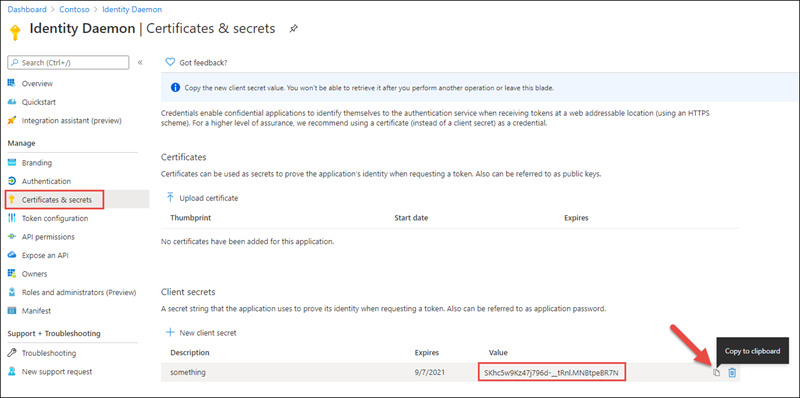 Dashboard > Contoso > Identity Daemon
Identity Daemon | Certificates & secrets
Search (Ctrl+/)
«
Overview
Quickstart
Integration assistant (preview)
Manage
Branding
Authentication
Certificates & secrets
Token configuration
API permissions
Expose an API
Owners
Roles and administrators (Preview)
Manifest
Support + Troubleshooting
Troubleshooting
New support request
Got feedback?
Copy the new client secret value. You won't be able to retrieve it after you perform another operation or leave this blade.
Credentials enable confidential applications to identify themselves to the authentication service when receiving tokens at a web addressable location (using an HTTPS
scheme). For a higher level of assurance, we recommend using a certificate (instead of a client secret) as a credential.
Certificates
Certificates can be used as secrets to prove the application's identity when requesting a token. Also can be referred to as public keys.
Upload certificate
Thumbprint Start date Expires
No certificates have been added for this application.
Client secrets
A secret string that the application uses to prove its identity when requesting a token. Also can be referred to as application password.
New client secret
Description Expires Value
Copy to clipboard
something 9/7/2021 SKhc5w9Kz47j796d-__tRnl.MNBtpeBR7N